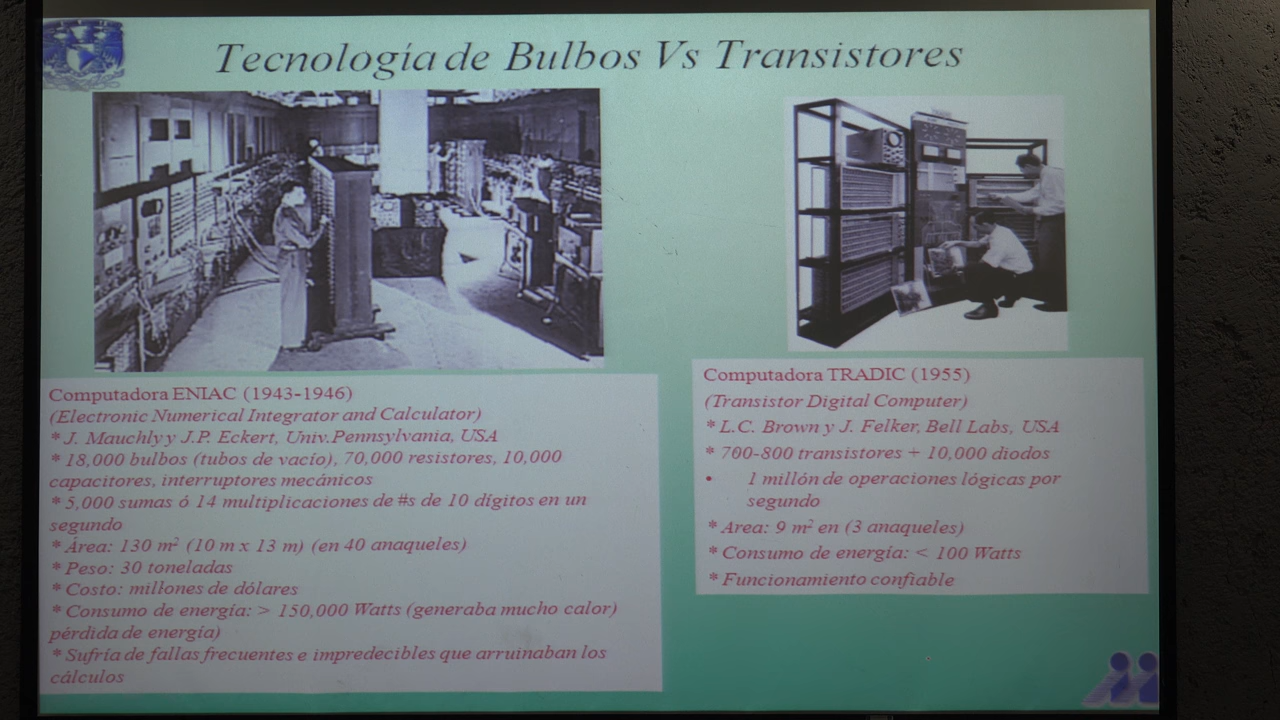 Tecnología de Bulbos Vs Transistores
Computadora ENIAC (1943-1946)
(Electronic Numerical Integrator and Calculator)
* J. Mauchly y J.P. Eckert, Univ.Pennsylvania, USA
* 18,000 bulbos (tubos de vacío), 70,000 resistores, 10,000
capacitores, interruptores mecánicos
* 5,000 sumas ó 14 multiplicaciones de #s de 10 dígitos en un
segundo
* Área: 130 m² (10 m x 13 m) (en 40 anaqueles)
* Peso: 30 toneladas
* Costo: millones de dólares
* Consumo de energía: > 150,000 Watts (generaba mucho calor)
pérdida de energía)
* Sufría de fallas frecuentes e impredecibles que arruinaban los
cálculos
Computadora TRADIC (1955)
(Transistor Digital Computer)
* L.C. Brown y J. Felker, Bell Labs, USA
* 700-800 transistores + 10,000 diodos
• 1 millón de operaciones lógicas por
segundo
* Area: 9 m² en (3 anaqueles)
* Consumo de energía: < 100 Watts
* Funcionamiento confiable